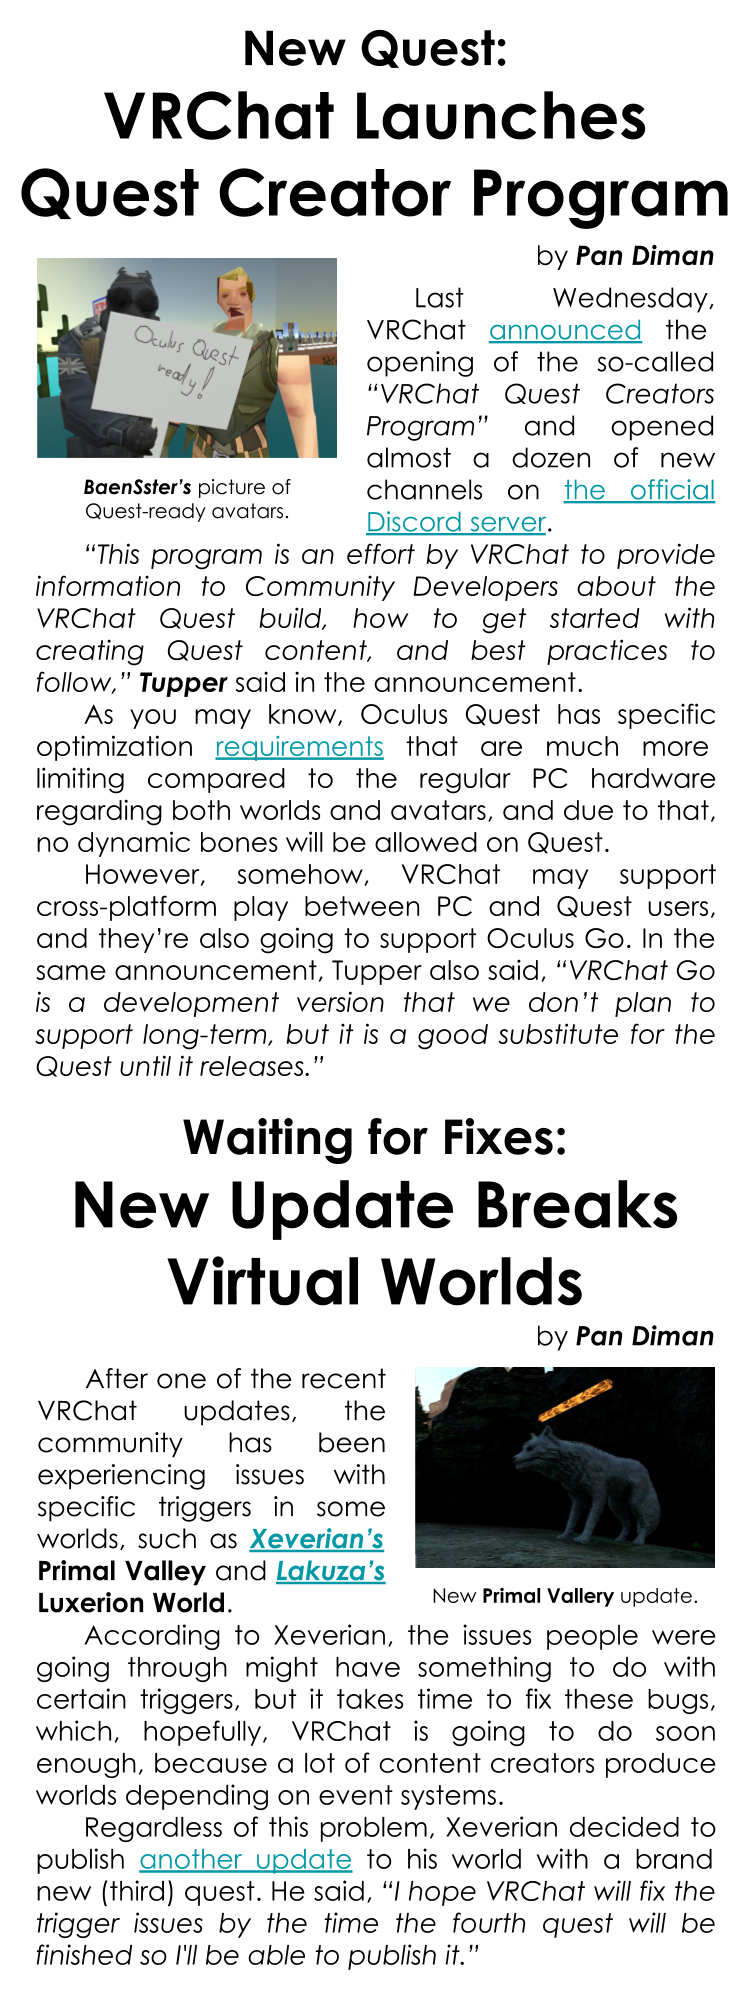 New Quest:
VRChat Launches
Quest Creator Program
by Pan Diman
Oculus Quest
ready!
BaenSster’s picture of
Quest-ready avatars.
Last Wednesday,
VRChat announced the
opening of the so-called
“VRChat Quest Creators
Program” and opened
almost a dozen of new
channels on the official
Discord server.
“This program is an effort by VRChat to provide
information to Community Developers about the
VRChat Quest build, how to get started with
creating Quest content, and best practices to
follow,” Tupper said in the announcement.
As you may know, Oculus Quest has specific
optimization requirements that are much more
limiting compared to the regular PC hardware
regarding both worlds and avatars, and due to that,
no dynamic bones will be allowed on Quest.
However, somehow, VRChat may support
cross-platform play between PC and Quest users,
and they’re also going to support Oculus Go. In the
same announcement, Tupper also said, “VRChat Go
is a development version that we don’t plan to
support long-term, but it is a good substitute for the
Quest until it releases.”
Waiting for Fixes:
New Update Breaks
Virtual Worlds
by Pan Diman
After one of the recent
VRChat updates, the
community has been
experiencing issues with
specific triggers in some
worlds, such as Xeverian’s
Primal Valley and Lakuza’s
Luxerion World.
New Primal Vallery update.
According to Xeverian, the issues people were
going through might have something to do with
certain triggers, but it takes time to fix these bugs,
which, hopefully, VRChat is going to do soon
enough, because a lot of content creators produce
worlds depending on event systems.
Regardless of this problem, Xeverian decided to
publish another update to his world with a brand
new (third) quest. He said, “I hope VRChat will fix the
trigger issues by the time the fourth quest will be
finished so I'll be able to publish it.”